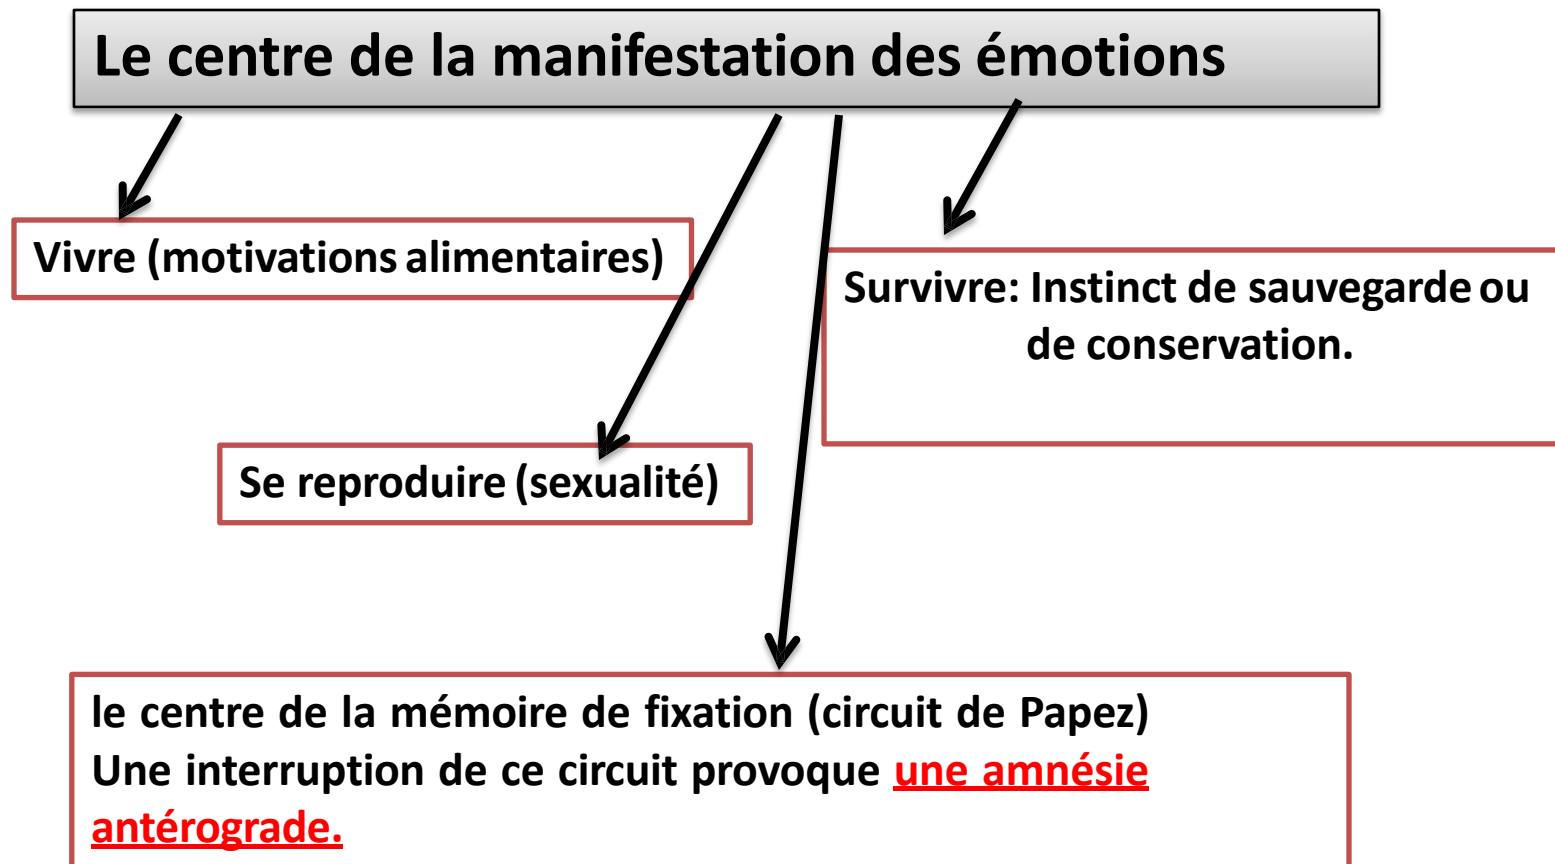 Le centre de la manifestation des émotions
Vivre (motivations alimentaires)
Survivre: Instinct de sauvegarde ou
de conservation.
Se reproduire (sexualité)
le centre de la mémoire de fixation (circuit de Papez)
Une interruption de ce circuit provoque une amnésie
antérograde.